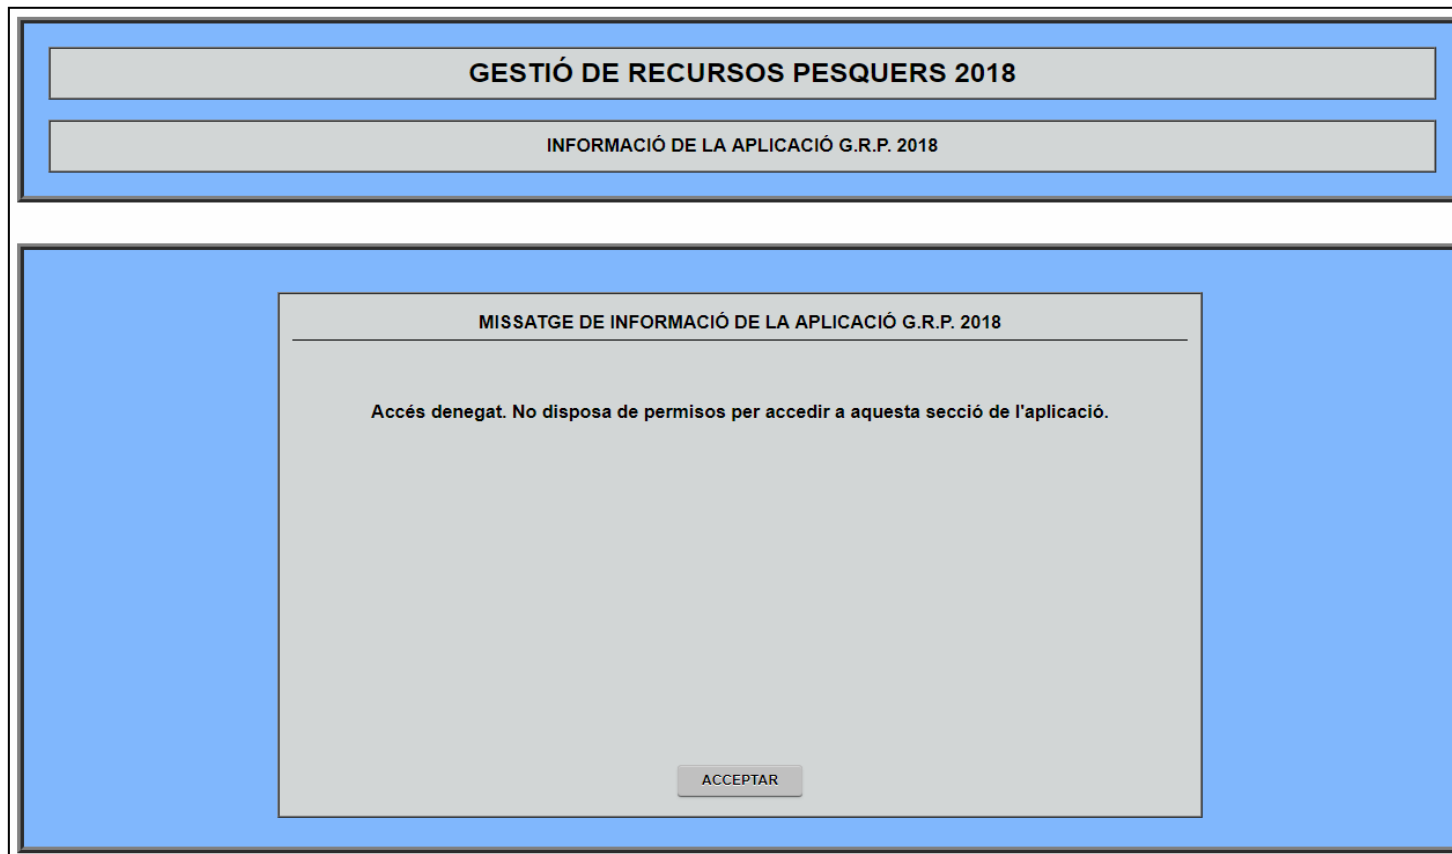 GESTIÓ DE RECURSOS PESQUERS 2018
INFORMACIÓ DE LA APLICACIÓ G.R.P. 2018
MISSATGE DE INFORMACIÓ DE LA APLICACIÓ G.R.P. 2018
Accés denegat. No disposa de permisos per accedir a aquesta secció de l'aplicació.
ACCEPTAR